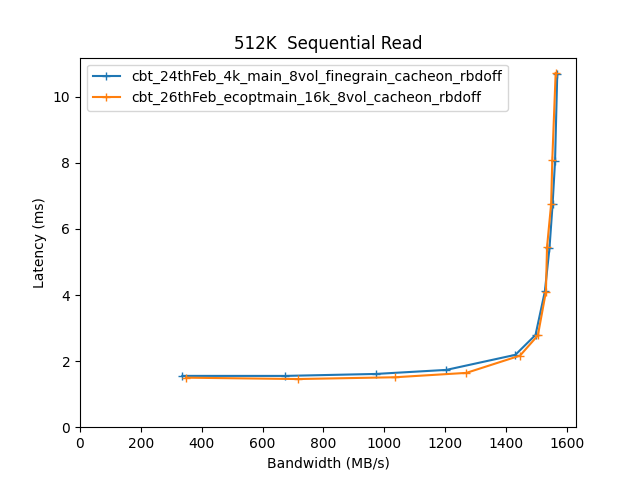 512K  Sequential Read
cbt_24thFeb_4k_main_8vol_finegrain_cacheon_rbdoff
cbt_26thFeb_ecoptmain_16k_8vol_cacheon_rbdoff
10
8
6
4
2
0
Latency (ms)
0 200 400 600 800 1000 1200 1400 1600
Bandwidth (MB/s)